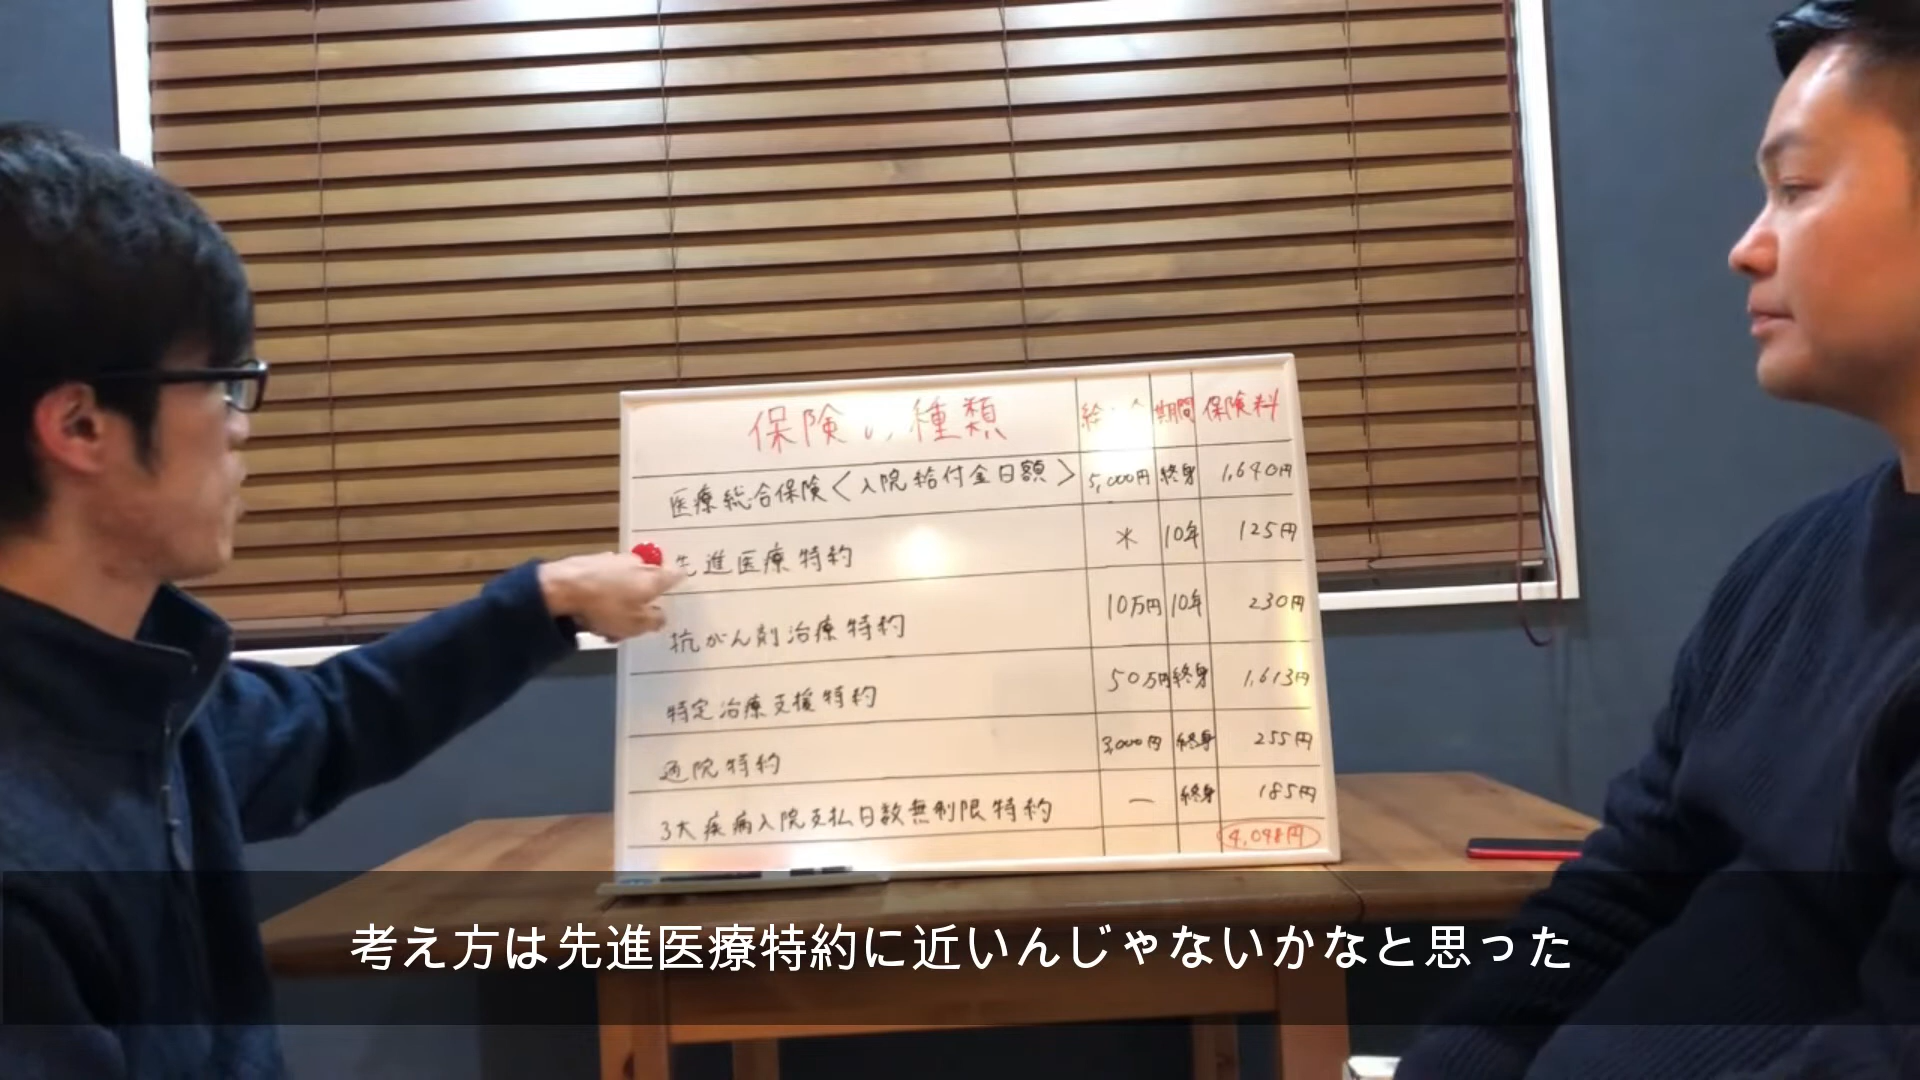 保険の種類 期間 保険料
医療総合保険<入院給付金日額> 5,000円 終身 1,640円
先進医療特約 * 10年 125円
抗がん剤治療特約 10万円 10年 230円
特定治療支援特約 50万円 終身 1,613円
通院特約 3,000円 終身 255円
3大疾病入院支払日数無制限特約 ー 終身 185円
4,048円
考え方は先進医療特約に近いんじゃないかなと思った